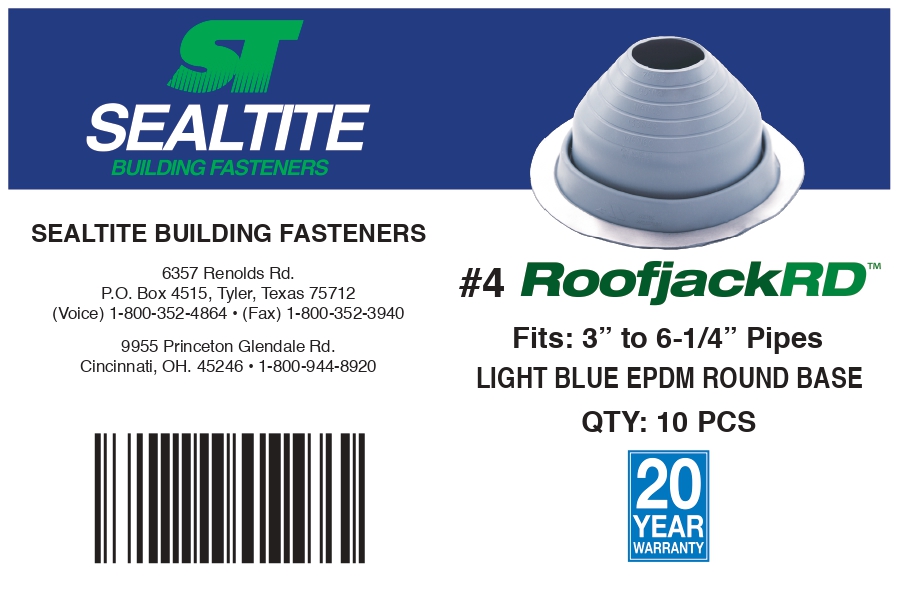 ST
SEALTITE
BUILDING FASTENERS
SEALTITE BUILDING FASTENERS
6357 Renolds Rd.
P.O. Box 4515, Tyler, Texas 75712
(Voice) 1-800-352-4864 • (Fax) 1-800-352-3940
9955 Princeton Glendale Rd.
Cincinnati, OH. 45246 • 1-800-944-8920
#4 RoofjackRD™
Fits: 3” to 6-1/4” Pipes
LIGHT BLUE EPDM ROUND BASE
QTY: 10 PCS
20
YEAR
WARRANTY